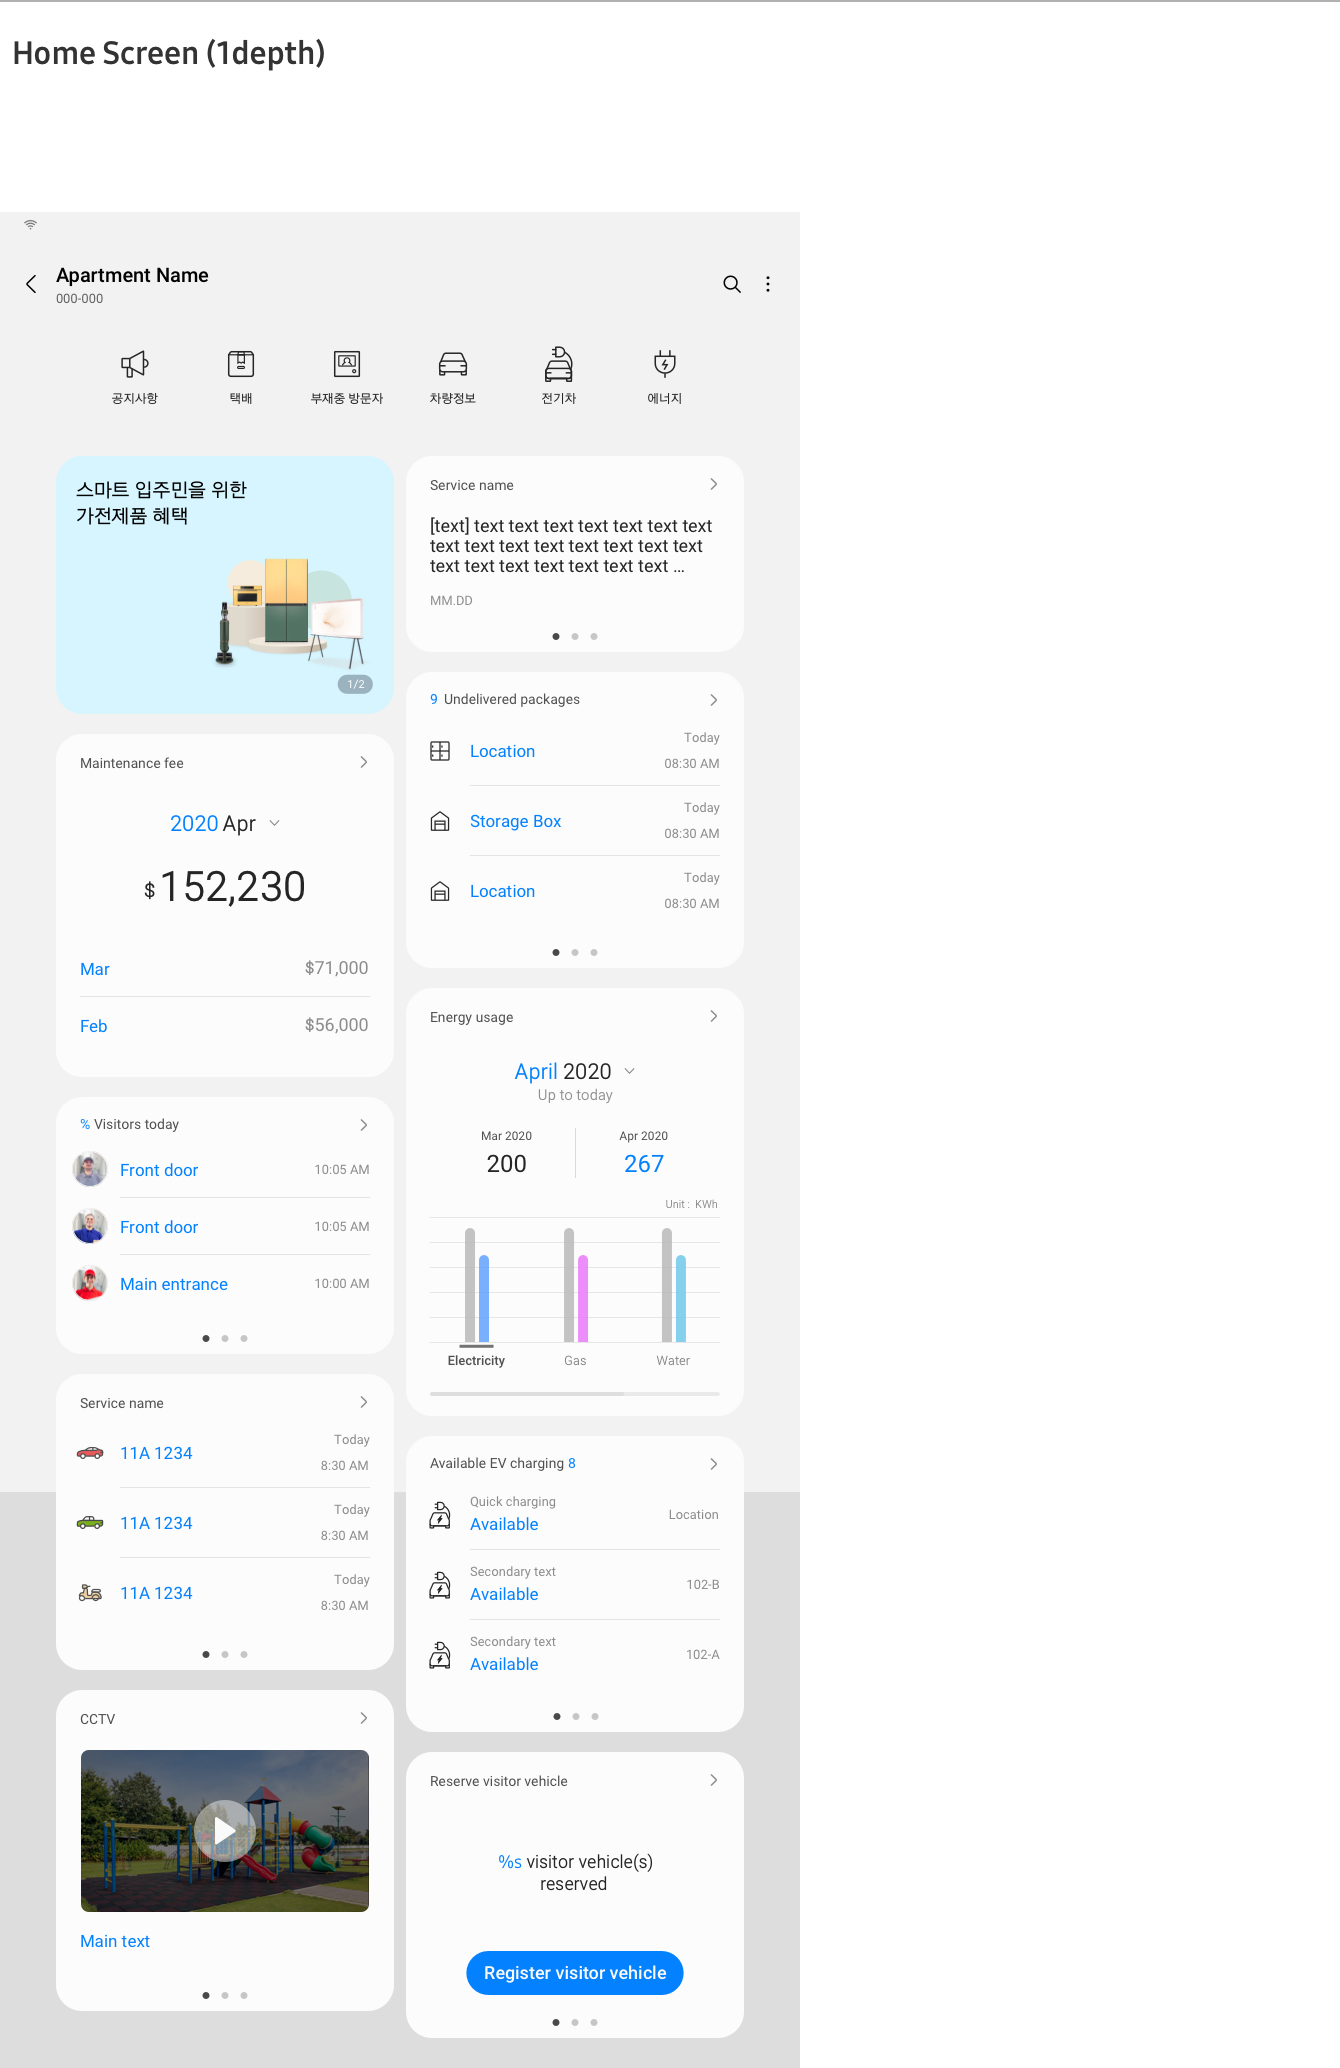 Home Screen (1depth)
Apartment Name
000-000
공지사항
택배
부재중 방문자
차량정보
전기차
에너지
스마트 입주민을 위한
가전제품 혜택
1/2
Maintenance fee
2020 Apr
$ 152,230
Mar $71,000
Feb $56,000
% Visitors today
Front door 10:05 AM
Front door 10:05 AM
Main entrance 10:00 AM
Service name
11A 1234 Today
8:30 AM
11A 1234 Today
8:30 AM
11A 1234 Today
8:30 AM
CCTV
Main text
Service name
[text] text text text text text text text
text text text text text text text text
text text text text text text text ...
MM.DD
9 Undelivered packages
Location Today
08:30 AM
Storage Box Today
08:30 AM
Location Today
08:30 AM
Energy usage
April 2020
Up to today
Mar 2020 Apr 2020
200 267
Unit : KWh
Electricity Gas Water
Available EV charging 8
Quick charging
Available Location
Secondary text
Available 102-B
Secondary text
Available 102-A
Reserve visitor vehicle
%s visitor vehicle(s)
reserved
Register visitor vehicle